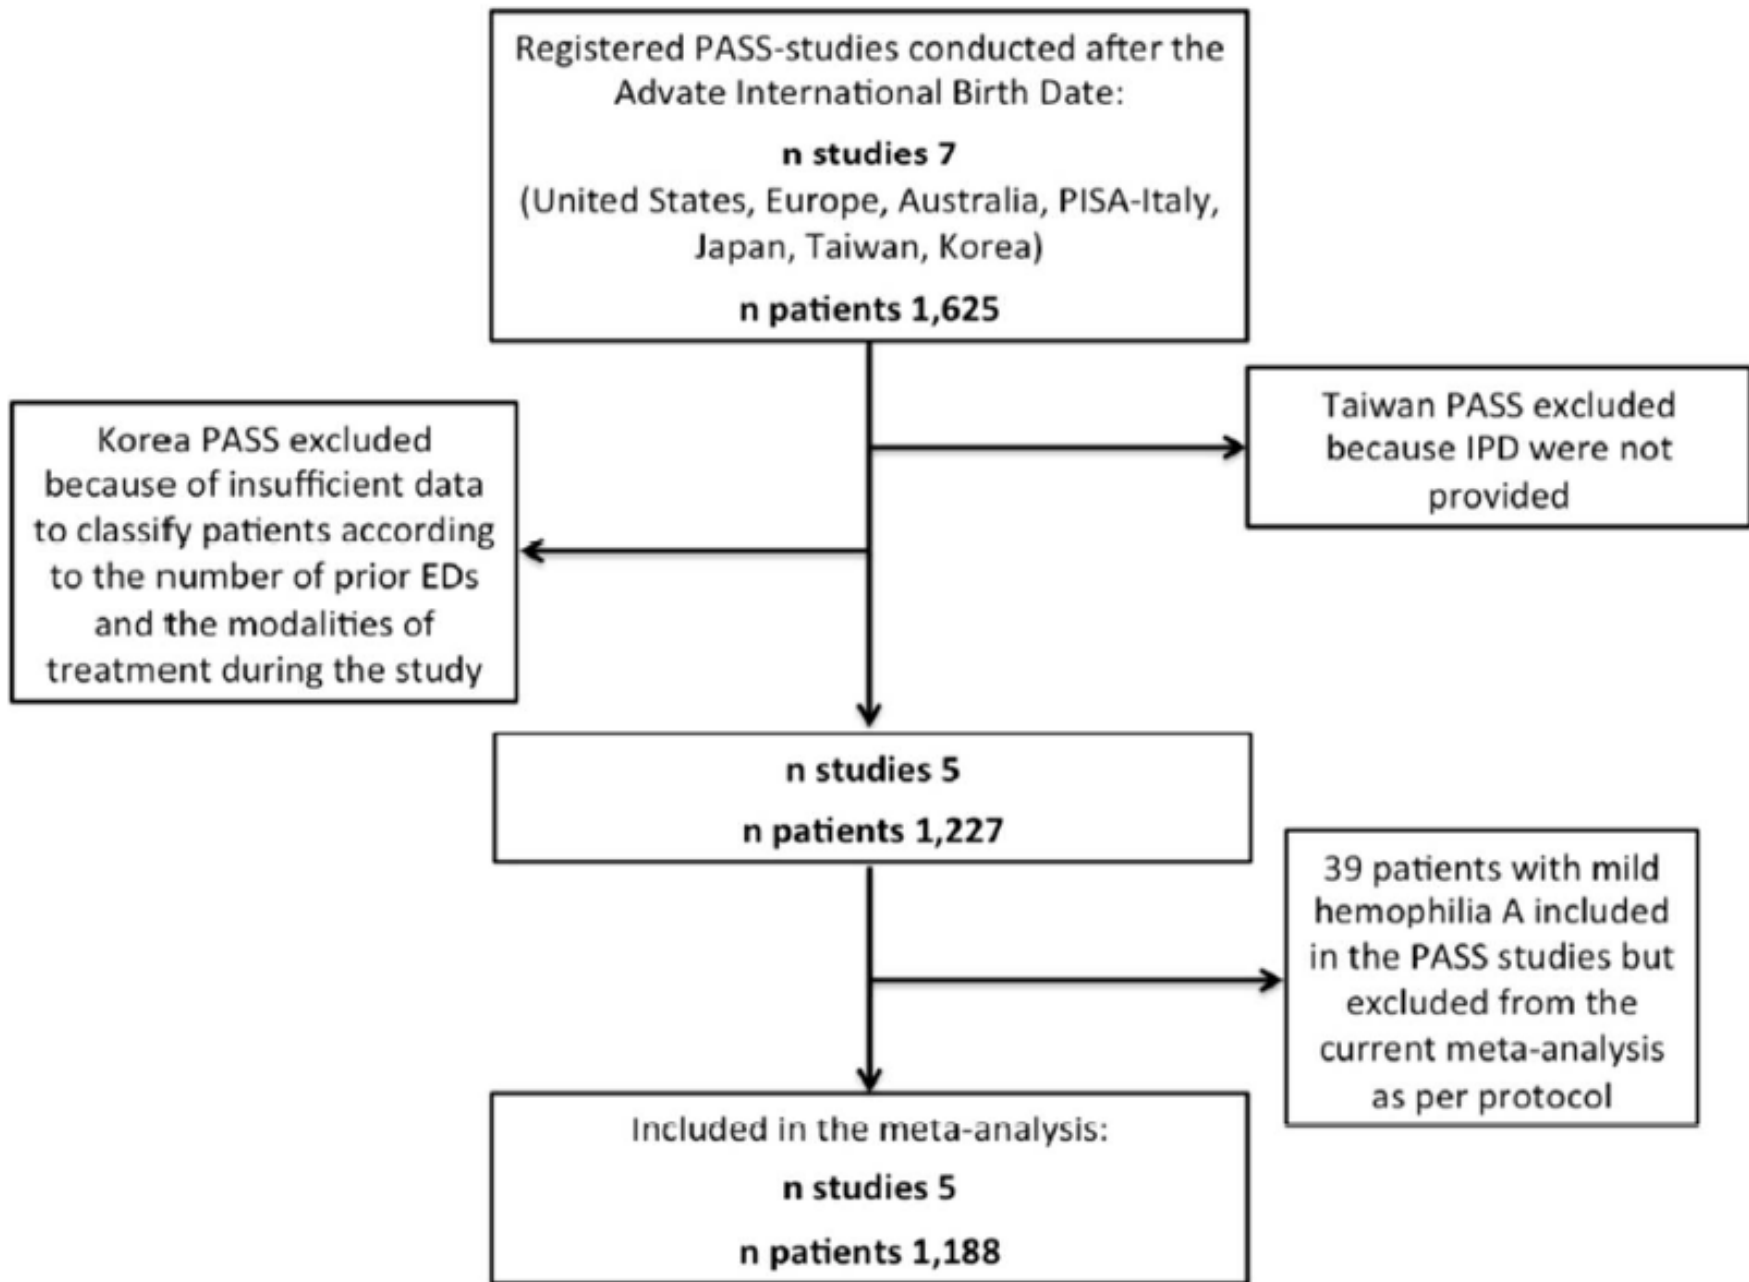 Registered PASS-studies conducted after the
Advate International Birth Date:
n studies 7
(United States, Europe, Australia, PISA-Italy,
Japan, Taiwan, Korea)
n patients 1,625
Taiwan PASS excluded
because IPD were not
provided
Korea PASS excluded
because of insufficient data
to classify patients according
to the number of prior EDs
and the modalities of
treatment during the study
n studies 5
n patients 1,227
39 patients with mild
hemophilia A included
in the PASS studies but
excluded from the
current meta-analysis
as per protocol
Included in the meta-analysis:
n studies 5
n patients 1,188